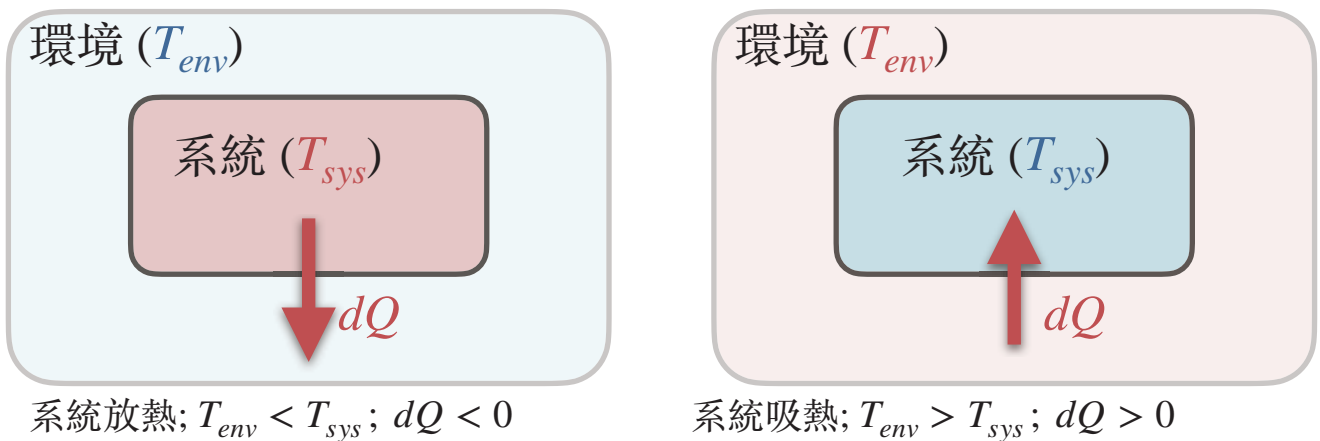 環境 (T_env)
系統 (T_sys)
dQ
系統放熱; T_env < T_sys ; dQ < 0
環境 (T_env)
系統 (T_sys)
dQ
系統吸熱; T_env > T_sys ; dQ > 0